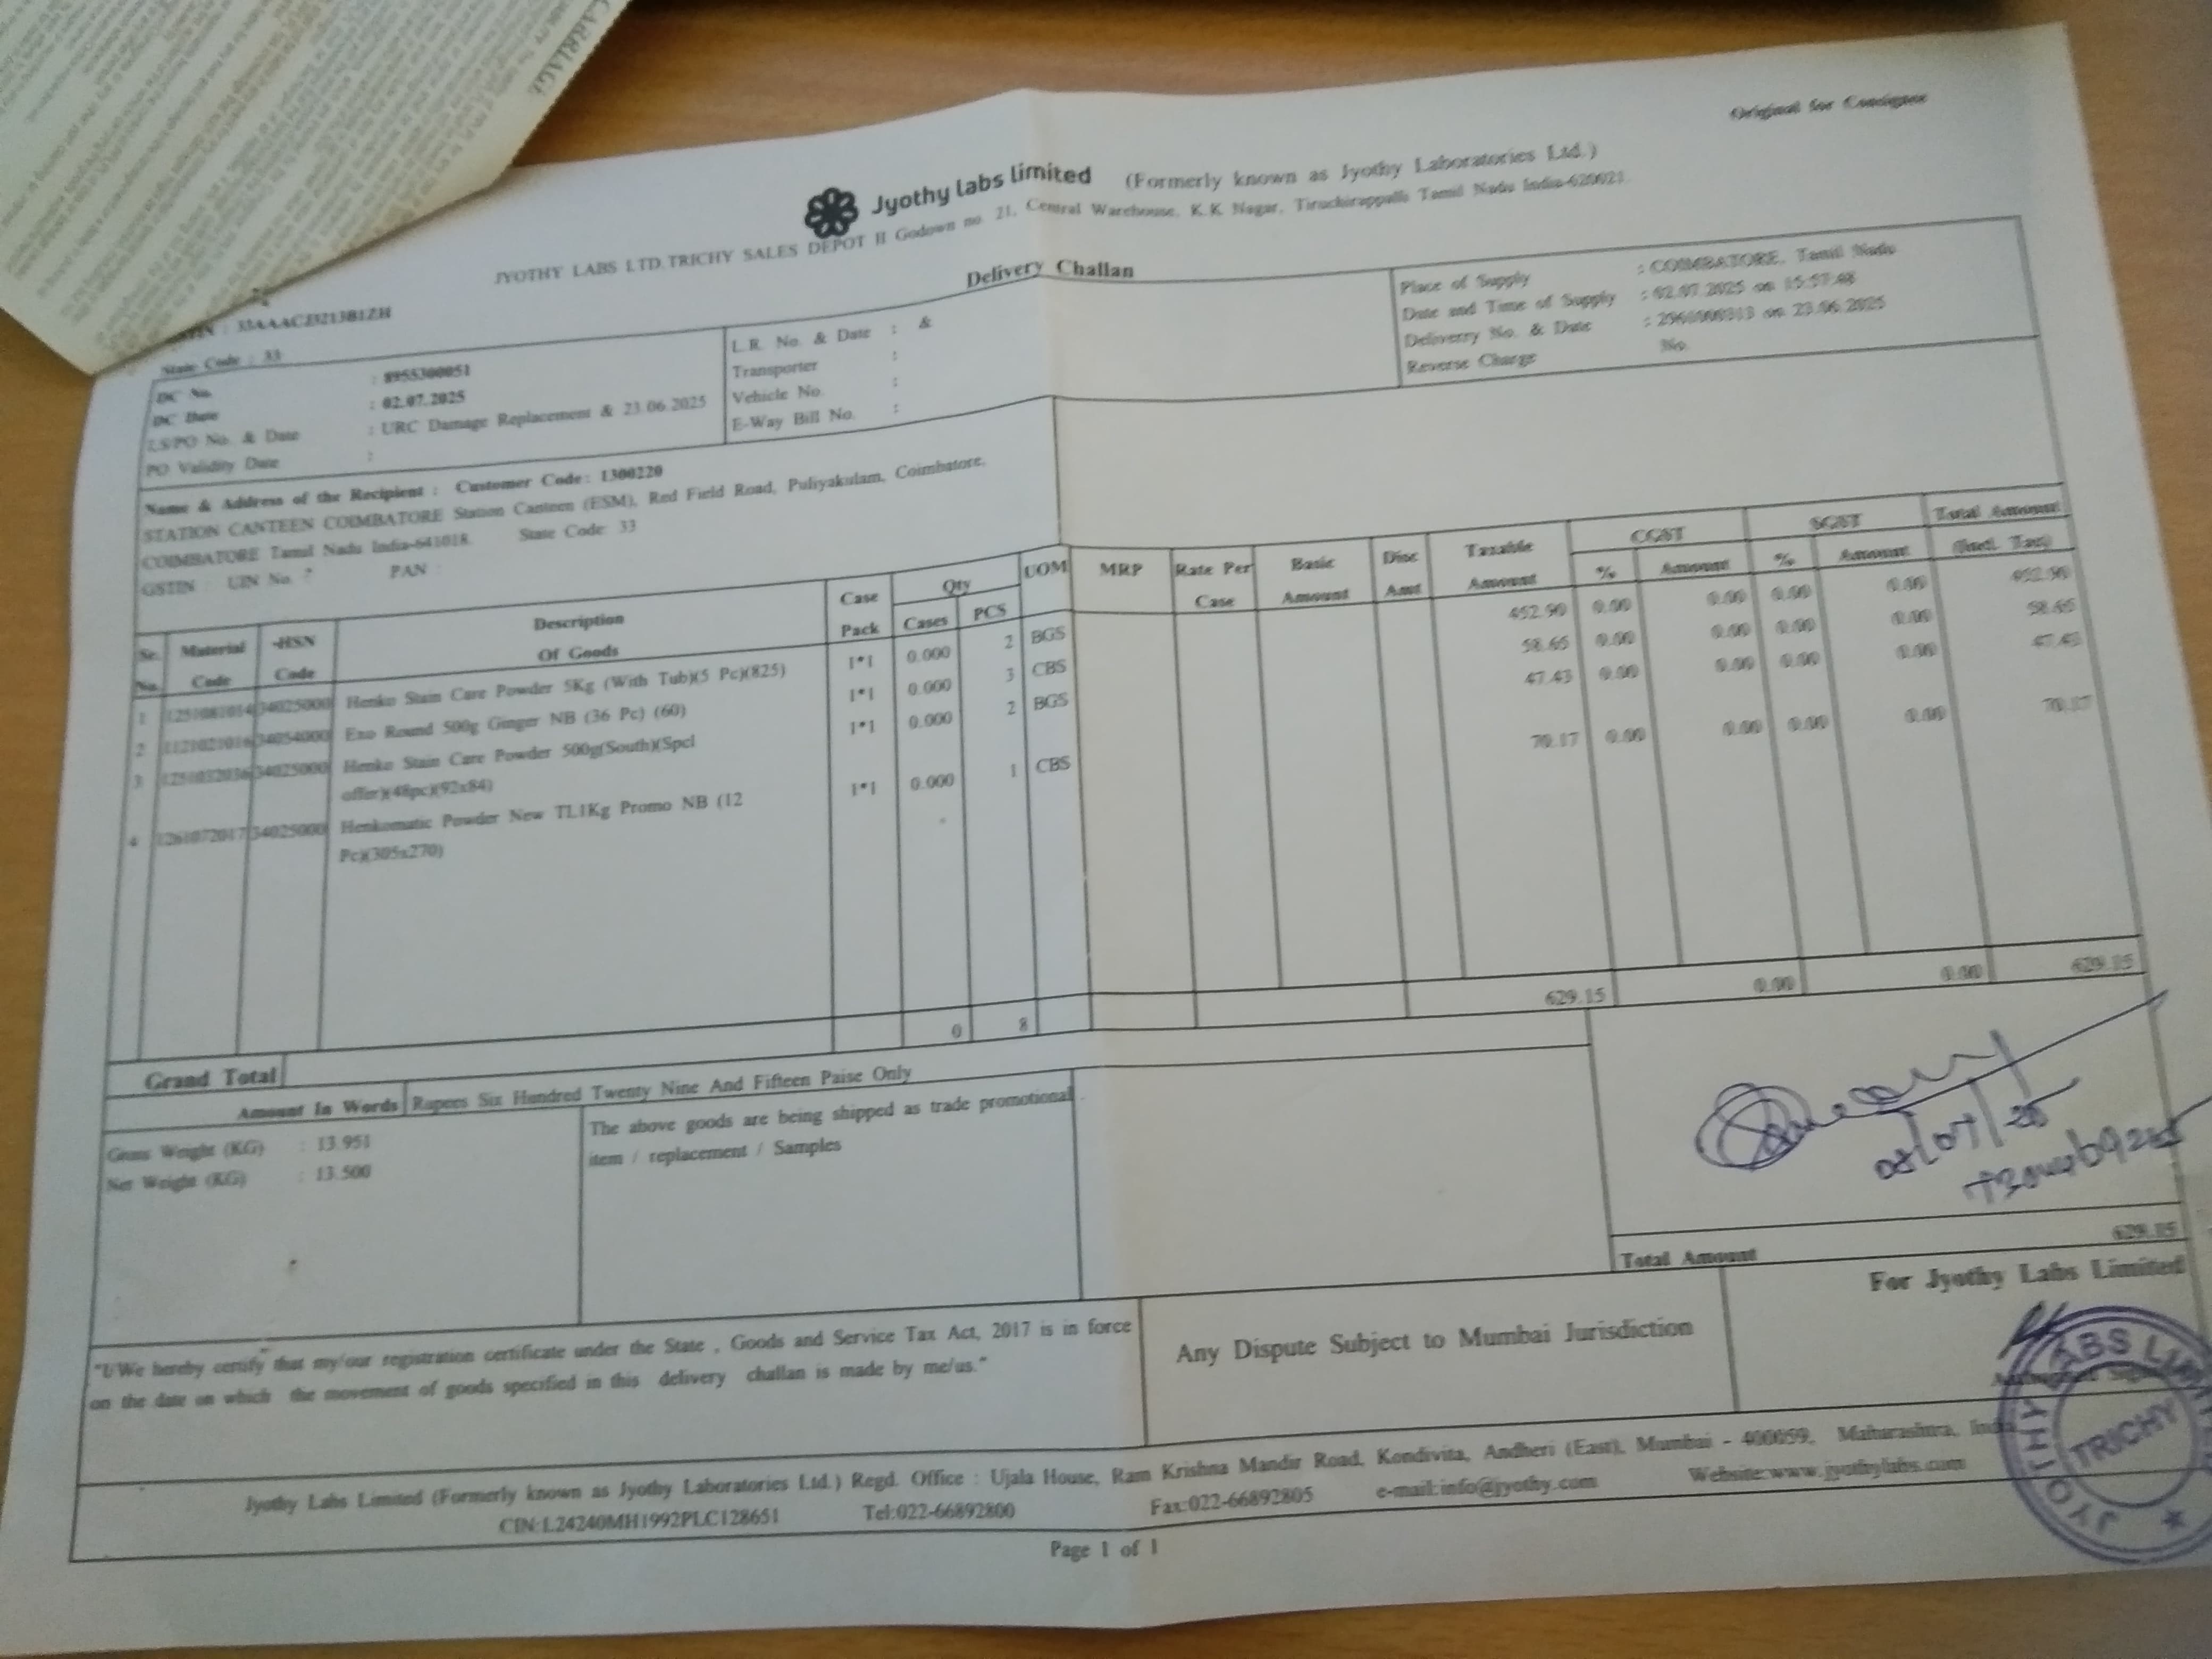 CARRIAGE
Original for Consignee
Jyothy labs limited (Formerly known as Jyothy Laboratories Ltd.)
JYOTHY LABS LTD.TRICHY SALES DEPOT II Godown no. 21, Central Warehouse, K.K Nagar, Tiruchirappalli Tamil Nadu India-620021.
Delivery Challan
State Code : 33
DC No. : 8955300051
DC Date : 02.07.2025
LS/PO No. & Date : URC Damage Replacement & 23.06.2025
PO Validity Date :
L.R. No. & Date : &
Transporter :
Vehicle No. :
E-Way Bill No. :
Place of Supply : COIMBATORE, Tamil Nadu
Date and Time of Supply : 02.07.2025 on 15:57:48
Deliverry No. & Date on 23.06.2025
Reverse Charge No.
Name & Address of the Recipient : Customer Code : 1300220
STATION CANTEEN COIMBATORE Station Canteen (ESM), Red Field Road, Puliyakulam, Coimbatore,
COIMBATORE Tamil Nadu India-641018. State Code: 33
GSTIN : UIN No. : PAN :
Sr. No. Material Code HSN Code Description Of Goods Case Pack Qty Cases PCS UOM MRP Rate Per Case Basic Amount Disc Amt Taxable Amount CGST % Amount SGST % Amount Total Amount (Incl. Tax)
1 1251081014 34025000 Henko Stain Care Powder 5Kg (With Tub)(5 Pc)(825) 1*1 0.000 2 BGS 452.90 0.00 0.00 0.00 0.00 452.90
2 1121021016 34054000 Exo Round 500g Ginger NB (36 Pc) (60) 1*1 0.000 3 CBS 58.65 0.00 0.00 0.00 0.00 58.65
3 1251032036 34025000 Henko Stain Care Powder 500g(South)(Spcl 1*1 0.000 2 BGS 47.43 0.00 0.00 0.00 0.00 47.43
offer)(48pc)(92x84)
4 1261072017 34025000 Henkomatic Powder New TL1Kg Promo NB (12 1*1 0.000 1 CBS 70.17 0.00 0.00 0.00 0.00 70.17
Pc)(305x270)
Grand Total 0 8 629.15 0.00 0.00 629.15
Amount In Words Rupees Six Hundred Twenty Nine And Fifteen Paise Only
Gross Weight (KG) : 13.951
Net Weight (KG) : 13.500
The above goods are being shipped as trade promotional
item / replacement / Samples
Total Amount 629.15
"I/We hereby certify that my/our registration certificate under the State , Goods and Service Tax Act, 2017 is in force
on the date on which the movement of goods specified in this delivery challan is made by me/us."
Any Dispute Subject to Mumbai Jurisdiction
For Jyothy Labs Limited
JYOTHY LABS LIMITED
TRICHY
Jyothy Labs Limited (Formerly known as Jyothy Laboratories Ltd.) Regd. Office : Ujala House, Ram Krishna Mandir Road, Kondivita, Andheri (East), Mumbai - 400059, Maharashtra, India
CIN:L24240MH1992PLC128651 Tel:022-66892800 Fax:022-66892805 e-mail:info@jyothy.com Website:www.jyothylabs.com
Page 1 of 1